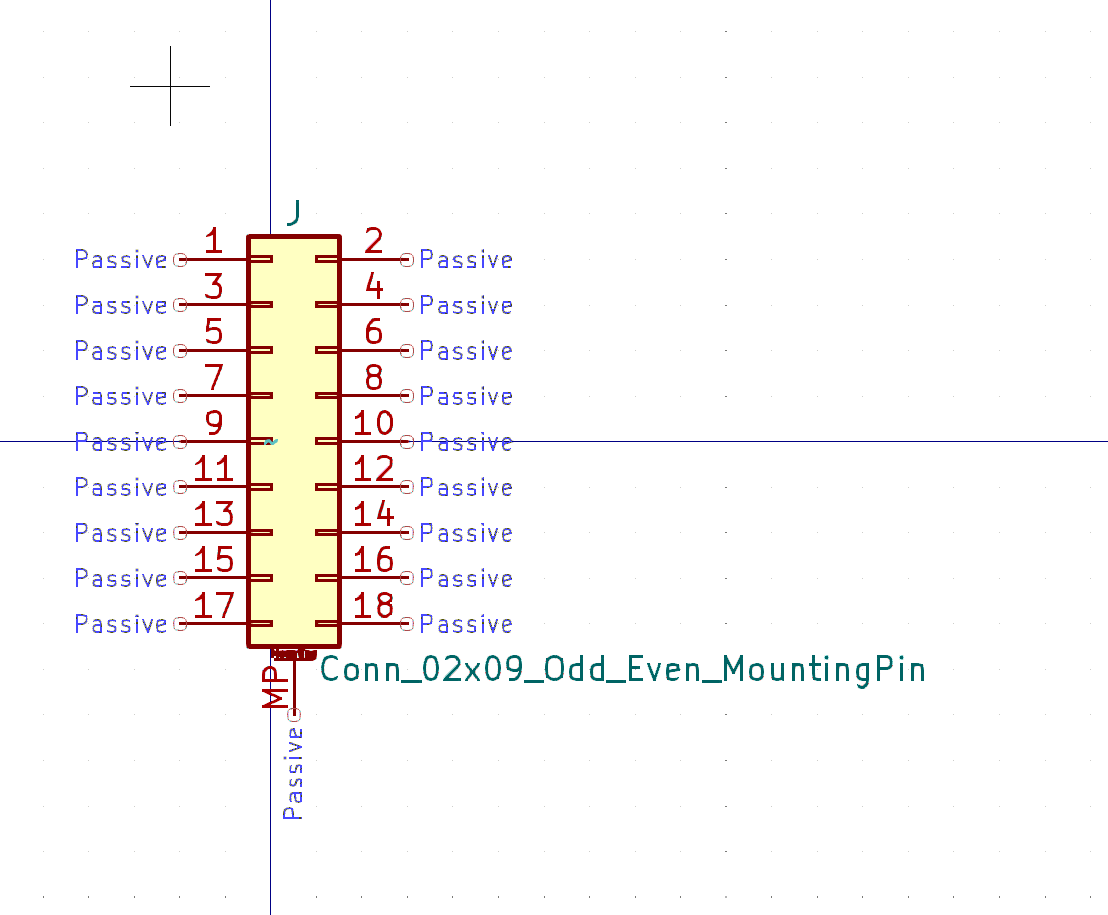 J
Passive 1 2 Passive
Passive 3 4 Passive
Passive 5 6 Passive
Passive 7 8 Passive
Passive 9 10 Passive
Passive 11 12 Passive
Passive 13 14 Passive
Passive 15 16 Passive
Passive 17 18 Passive
Conn_02x09_Odd_Even_MountingPin
MP
Passive